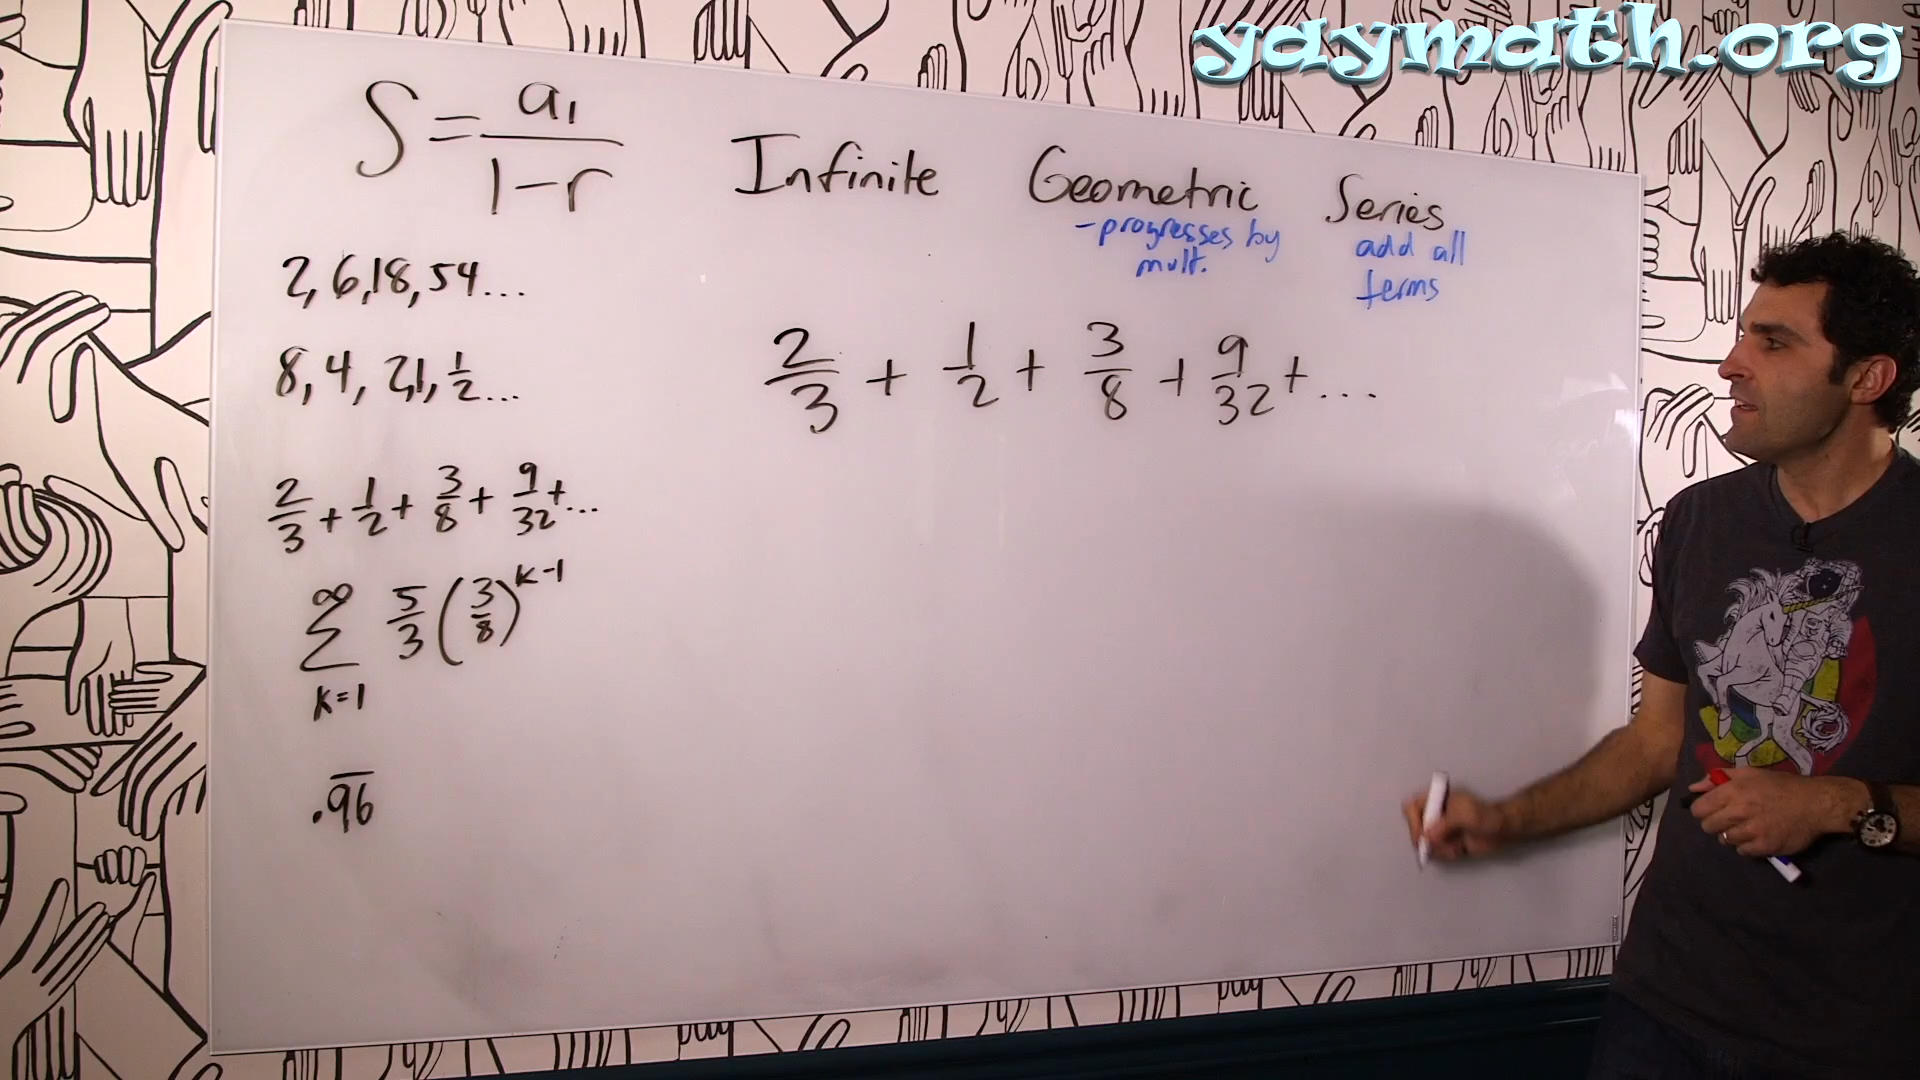 yaymath.org
S = a₁/(1-r)
Infinite Geometric Series
-progresses by mult.
add all terms
2, 6, 18, 54...
8, 4, 2, 1, 1/2...
2/3 + 1/2 + 3/8 + 9/32 + ...
2/3 + 1/2 + 3/8 + 9/32 + ...
∞
Σ 5/3 (3/8)^(k-1)
k=1
.9̅6̅